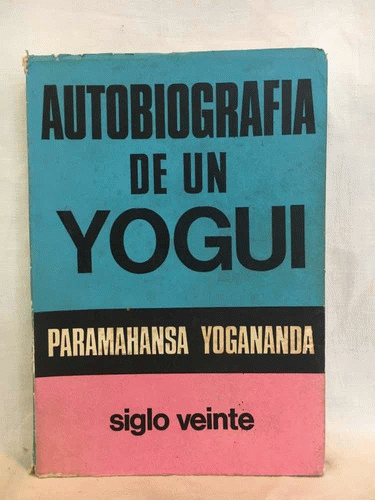 AUTOBIOGRAFIA
DE UN
YOGUI
PARAMAHANSA YOGANANDA
siglo veinte